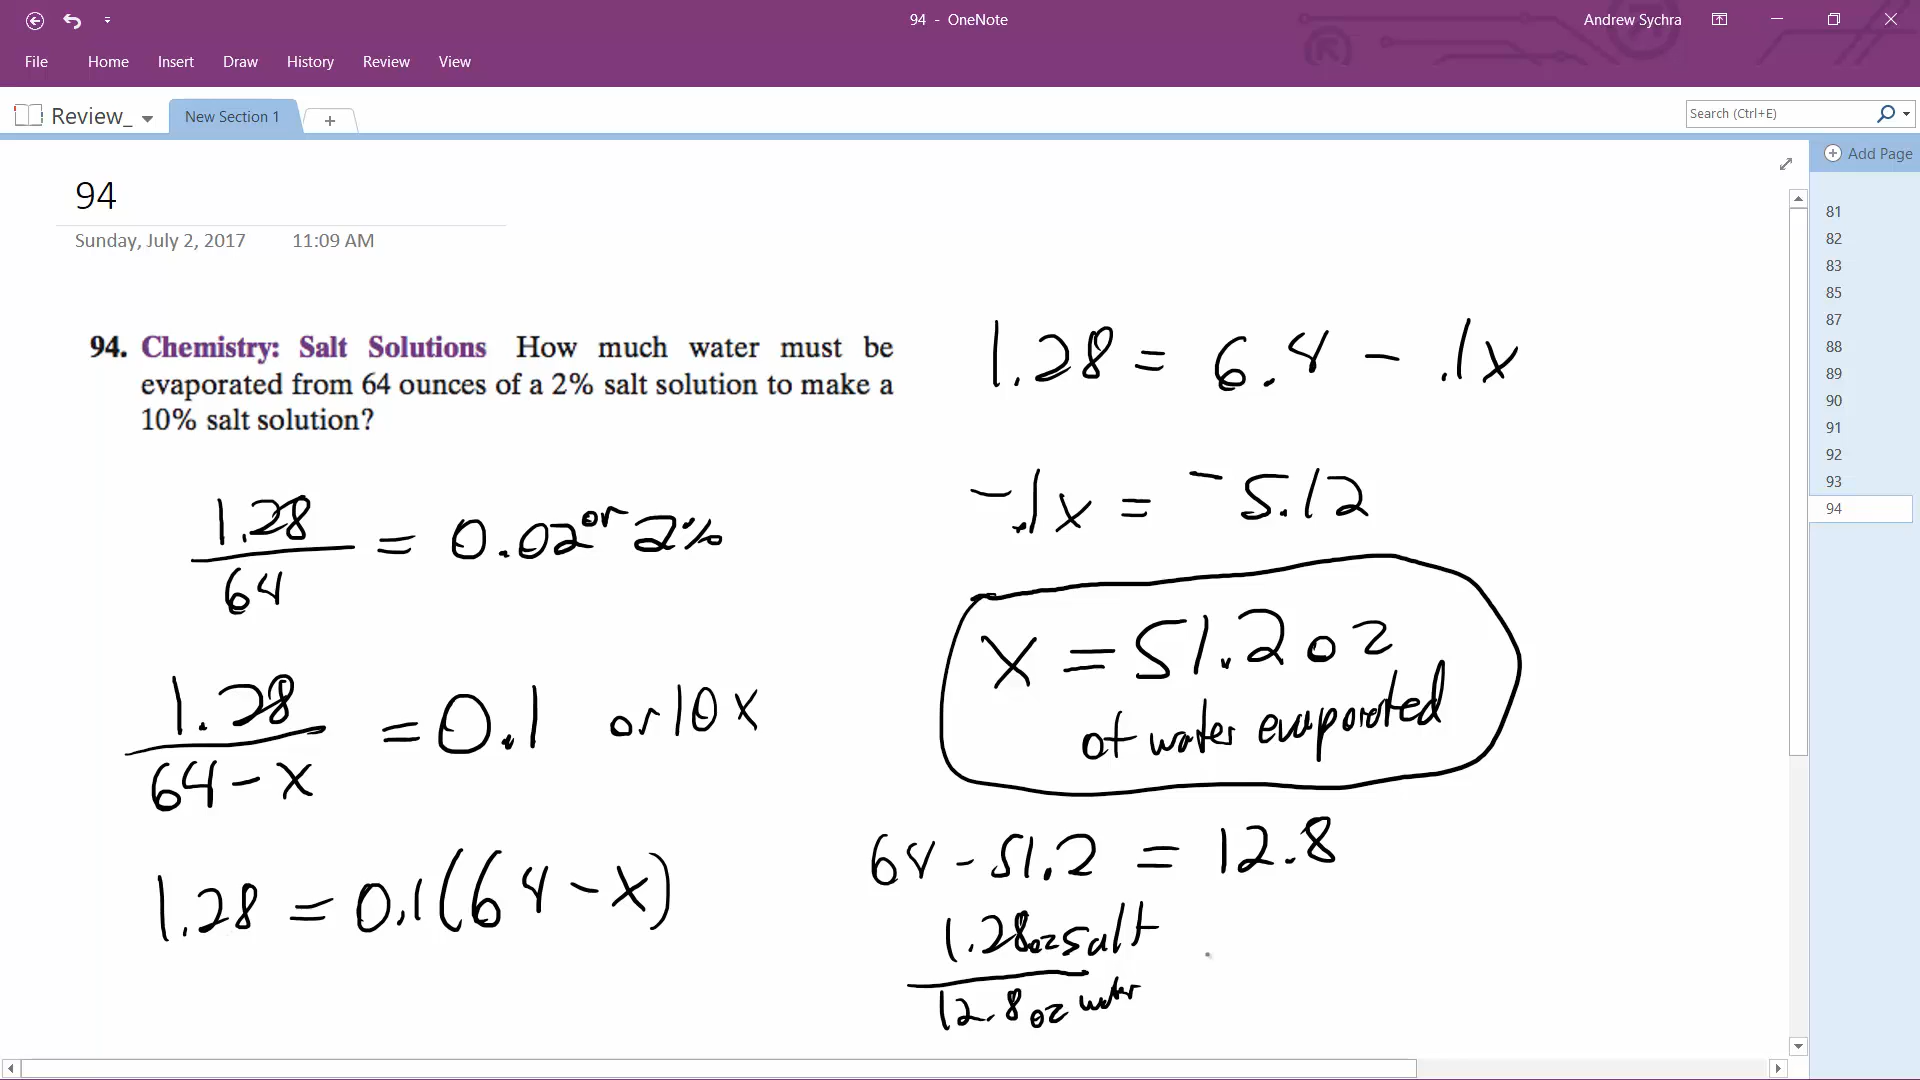 94 - OneNote
Andrew Sychra
File Home Insert Draw History Review View
Review_ New Section 1 +
Search (Ctrl+E)
Add Page
94
Sunday, July 2, 2017 11:09 AM
81
82
83
85
87
88
89
90
91
92
93
94
94. Chemistry: Salt Solutions How much water must be
evaporated from 64 ounces of a 2% salt solution to make a
10% salt solution?
1.28
64
= 0.02 or 2%
1.28
64 - x
= 0.1 or 10%
1.28 = 0.1(64 - x)
1.28 = 6.4 - .1x
-.1x = -5.12
x = 51.2 oz
of water evaporated
64 - 51.2 = 12.8
1.28 oz salt
12.8 oz water